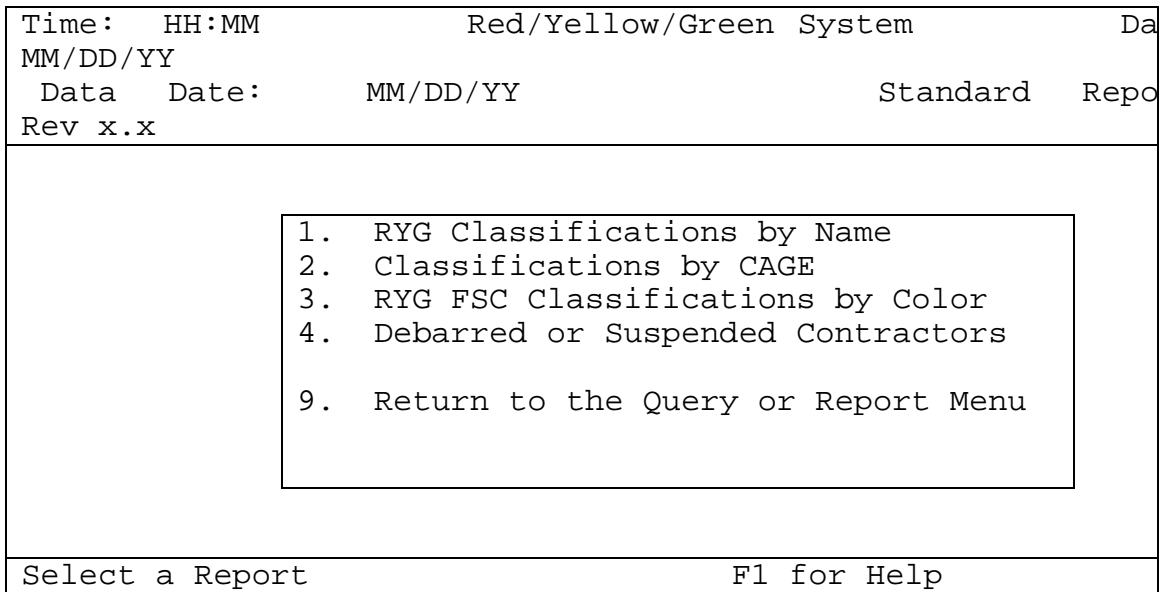 Time: HH:MM Red/Yellow/Green System Da
MM/DD/YY
Data Date: MM/DD/YY Standard Repo
Rev x.x
1. RYG Classifications by Name
2. Classifications by CAGE
3. RYG FSC Classifications by Color
4. Debarred or Suspended Contractors
9. Return to the Query or Report Menu
Select a Report F1 for Help